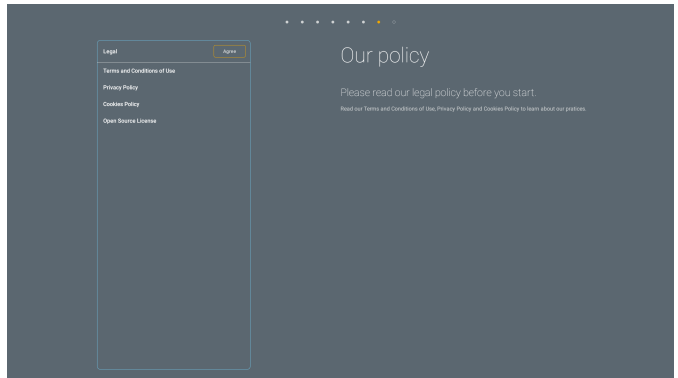 Legal
Agree
Terms and Conditions of Use
Privacy Policy
Cookies Policy
Open Source License
Our policy
Please read our legal policy before you start.
Read our Terms and Conditions of Use, Privacy Policy and Cookies Policy to learn about our pratices.